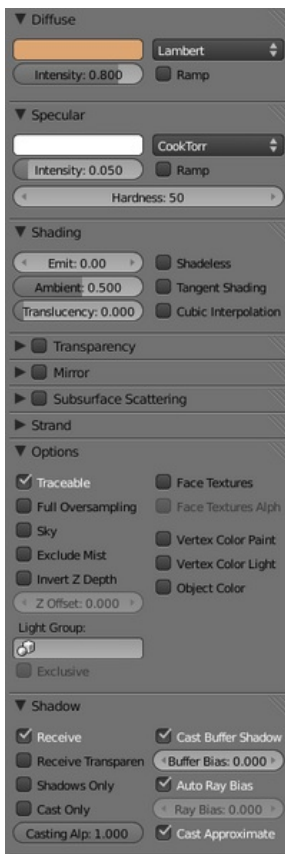 Diffuse
Lambert
Intensity: 0.800 Ramp
Specular
CookTorr
Intensity: 0.050 Ramp
Hardness: 50
Shading
Emit: 0.00 Shadeless
Ambient: 0.500 Tangent Shading
Translucency: 0.000 Cubic Interpolation
Transparency
Mirror
Subsurface Scattering
Strand
Options
Traceable Face Textures
Full Oversampling Face Textures Alph
Sky Vertex Color Paint
Exclude Mist Vertex Color Light
Invert Z Depth Object Color
Z Offset: 0.000
Light Group:
Exclusive
Shadow
Receive Cast Buffer Shadow
Receive Transparen Buffer Bias: 0.000
Shadows Only Auto Ray Bias
Cast Only Ray Bias: 0.000
Casting Alp: 1.000 Cast Approximate